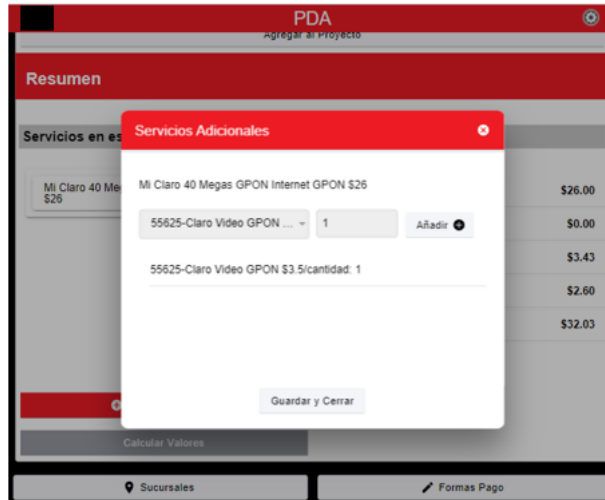 PDA
Agregar al Proyecto
Resumen
Servicios en es
Servicios Adicionales
Mi Claro 40 Me
$26
Mi Claro 40 Megas GPON Internet GPON $26
$26.00
55625-Claro Video GPON ...
1
Añadir
$0.00
55625-Claro Video GPON $3.5/cantidad: 1
$3.43
$2.60
$32.03
Guardar y Cerrar
Calcular Valores
Sucursales
Formas Pago